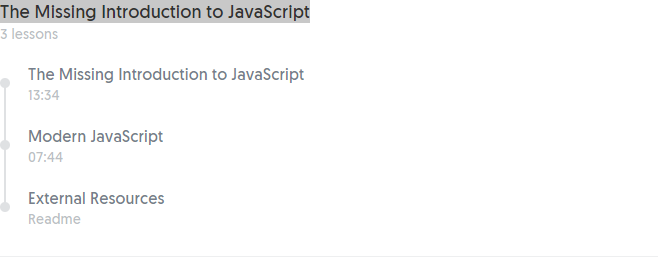 The Missing Introduction to JavaScript
3 lessons
The Missing Introduction to JavaScript
13:34
Modern JavaScript
07:44
External Resources
Readme